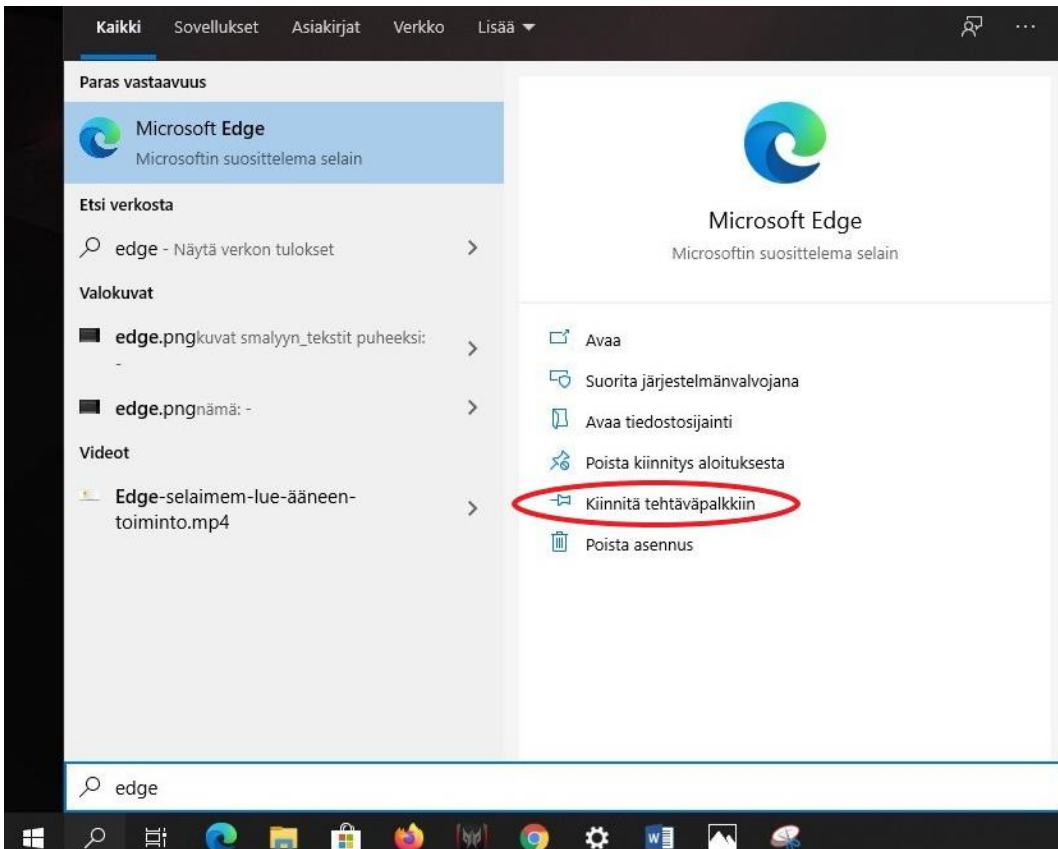 Kaikki Sovellukset Asiakirjat Verkko Lisää
Paras vastaavuus
Microsoft Edge
Microsoftin suosittelema selain
Etsi verkosta
edge - Näytä verkon tulokset
Valokuvat
edge.pngkuvat smalyyn_tekstit puheeksi:
-
edge.pngnämä: -
Videot
Edge-selaimem-lue-ääneen-
toiminto.mp4
Microsoft Edge
Microsoftin suosittelema selain
Avaa
Suorita järjestelmänvalvojana
Avaa tiedostosijainti
Poista kiinnitys aloituksesta
Kiinnitä tehtäväpalkkiin
Poista asennus
edge